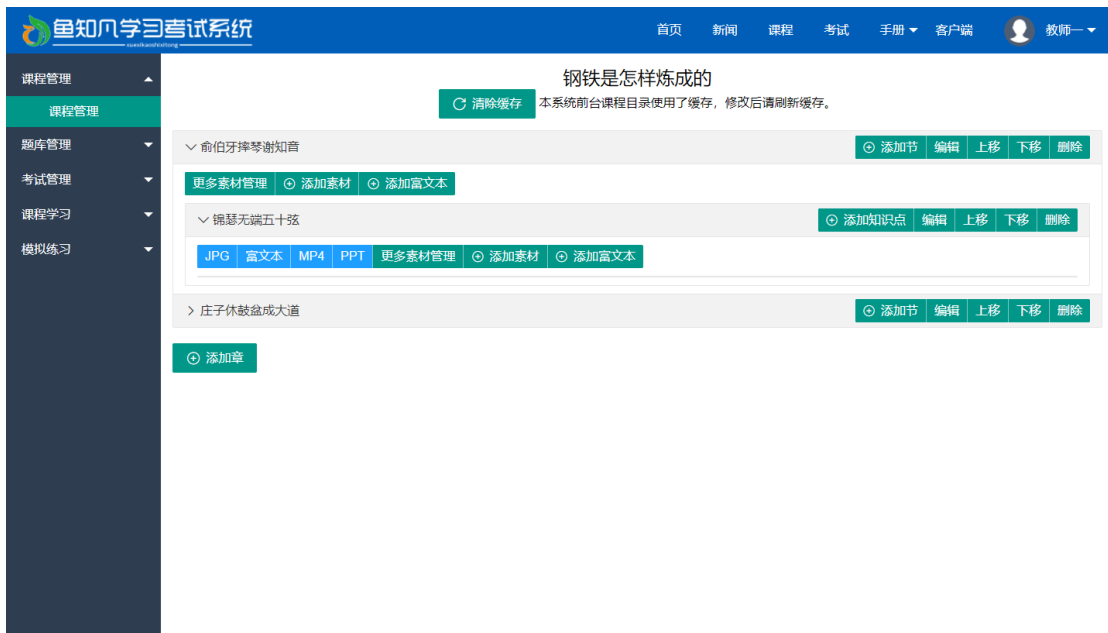 鱼知凡学习考试系统
xuexikaoshixitong
首页 新闻 课程 考试 手册 客户端 教师一
课程管理
课程管理
题库管理
考试管理
课程学习
模拟练习
钢铁是怎样炼成的
清除缓存 本系统前台课程目录使用了缓存，修改后请刷新缓存。
俞伯牙摔琴谢知音 添加节 编辑 上移 下移 删除
更多素材管理 添加素材 添加富文本
锦瑟无端五十弦 添加知识点 编辑 上移 下移 删除
JPG 富文本 MP4 PPT 更多素材管理 添加素材 添加富文本
庄子休鼓盆成大道 添加节 编辑 上移 下移 删除
添加章